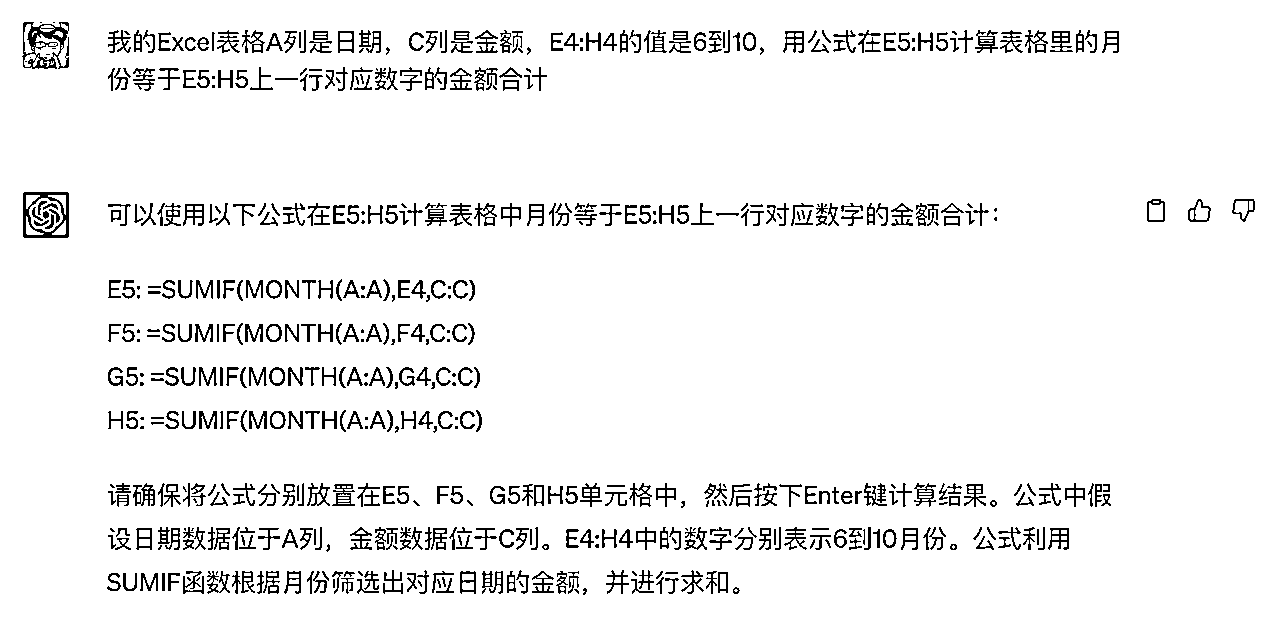 我的Excel表格A列是日期，C列是金额，E4:H4的值是6到10，用公式在E5:H5计算表格里的月
份等于E5:H5上一行对应数字的金额合计
可以使用以下公式在E5:H5计算表格中月份等于E5:H5上一行对应数字的金额合计：
E5: =SUMIF(MONTH(A:A),E4,C:C)
F5: =SUMIF(MONTH(A:A),F4,C:C)
G5: =SUMIF(MONTH(A:A),G4,C:C)
H5: =SUMIF(MONTH(A:A),H4,C:C)
请确保将公式分别放置在E5、F5、G5和H5单元格中，然后按下Enter键计算结果。公式中假
设日期数据位于A列，金额数据位于C列。E4:H4中的数字分别表示6到10月份。公式利用
SUMIF函数根据月份筛选出对应日期的金额，并进行求和。